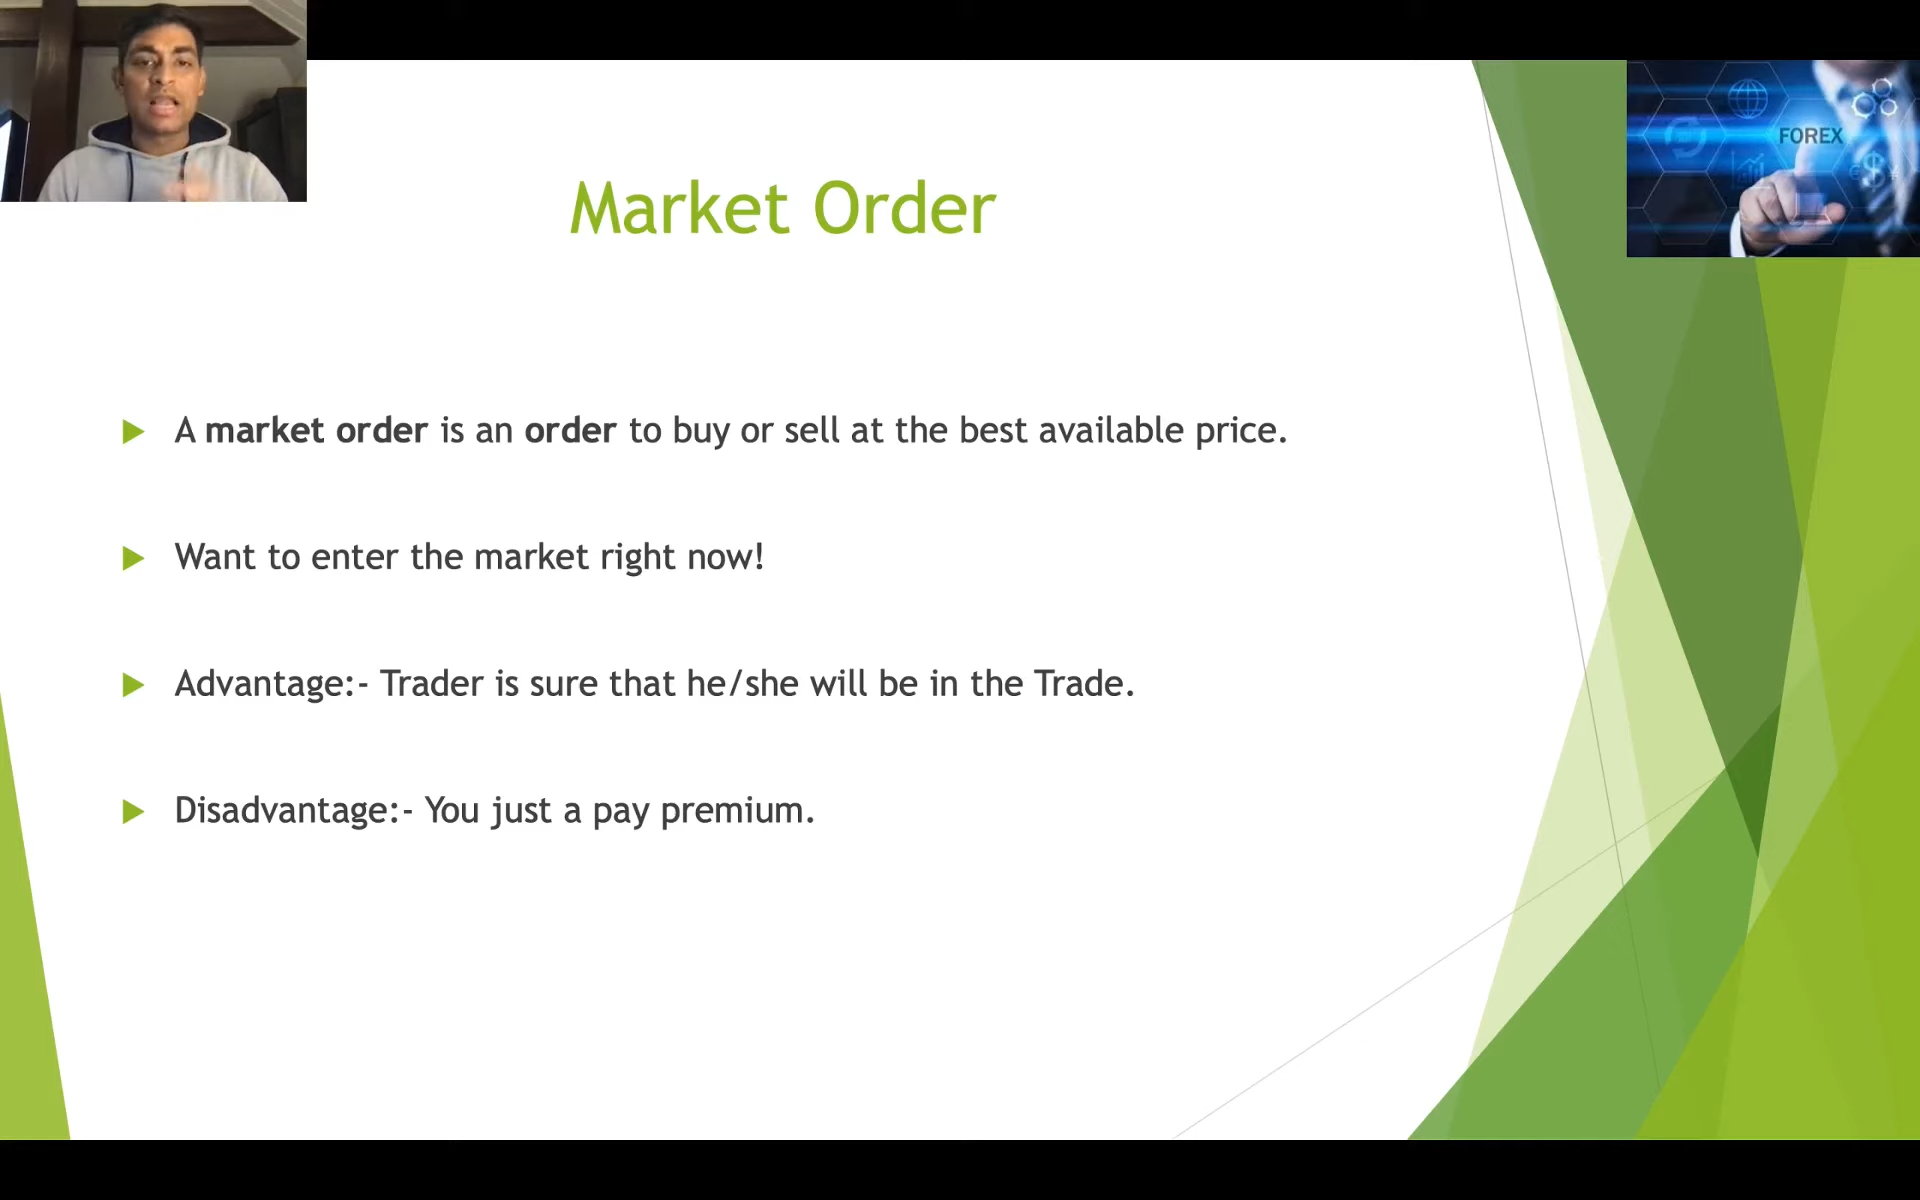 Market Order
FOREX
A market order is an order to buy or sell at the best available price.
Want to enter the market right now!
Advantage:- Trader is sure that he/she will be in the Trade.
Disadvantage:- You just a pay premium.